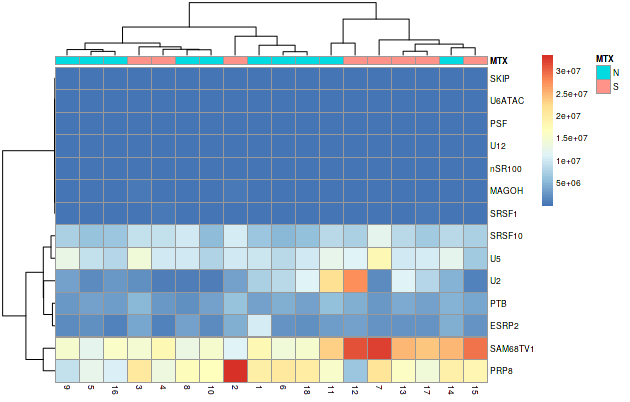 MTX
SKIP
U6ATAC
PSF
U12
nSR100
MAGOH
SRSF1
SRSF10
U5
U2
PTB
ESRP2
SAM68TV1
PRP8
9 5 16 3 4 8 10 2 1 6 18 11 12 7 13 17 14 15
3e+07
2.5e+07
2e+07
1.5e+07
1e+07
5e+06
MTX
N
S